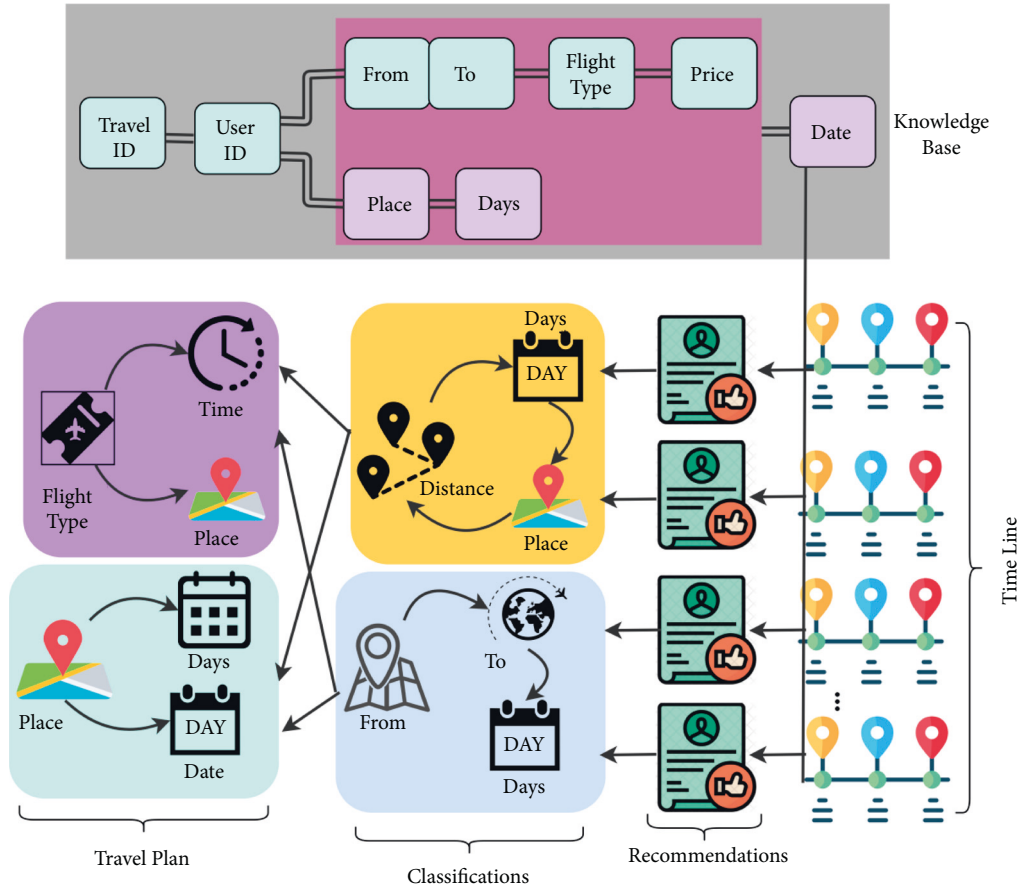 From
To
Flight
Type
Price
Travel
ID
User
ID
Date
Knowledge
Base
Place
Days
Time
Flight
Type
Place
Days
DAY
Distance
Place
Place
Days
DAY
Date
From
To
DAY
Days
Time Line
Travel Plan
Classifications
Recommendations